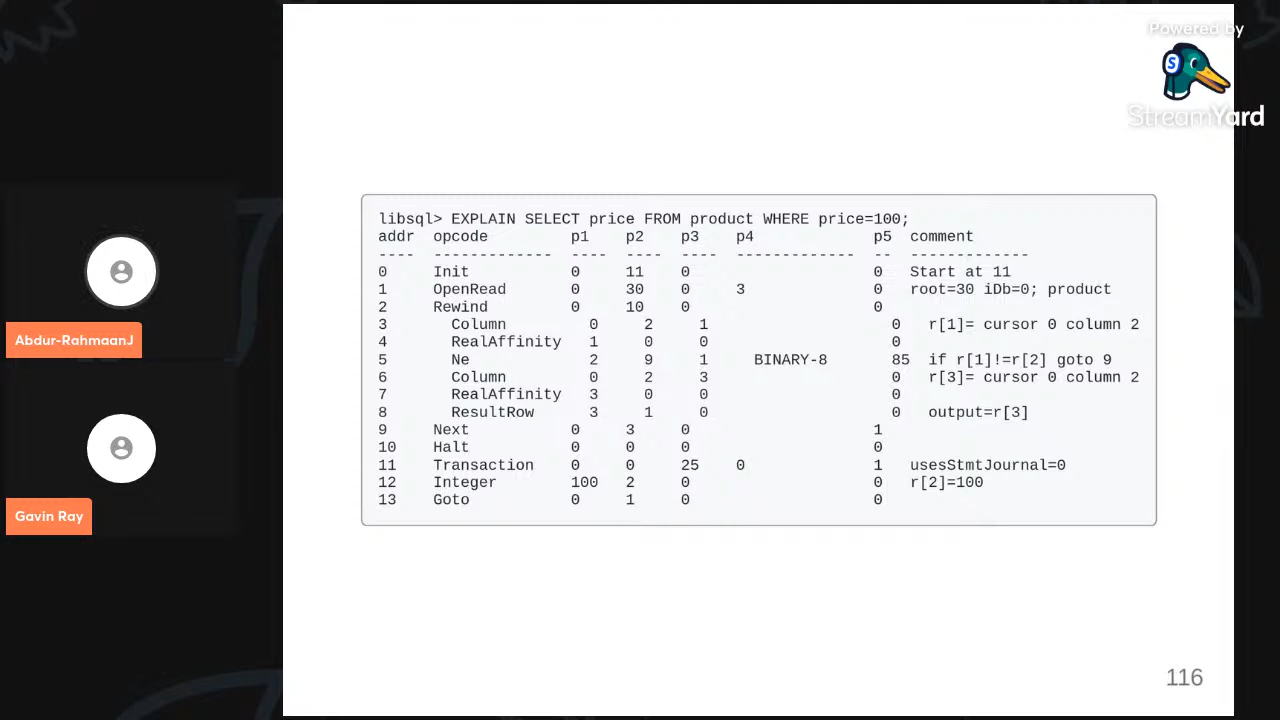 Powered by
StreamYard
libsql> EXPLAIN SELECT price FROM product WHERE price=100;
addr  opcode         p1    p2    p3    p4             p5  comment
----  -------------  ----  ----  ----  -------------  --  -------------
0     Init           0     11    0                    0   Start at 11
1     OpenRead       0     30    0     3              0   root=30 iDb=0; product
2     Rewind         0     10    0                    0
3       Column         0     2     1                    0   r[1]= cursor 0 column 2
4       RealAffinity   1     0     0                    0
5       Ne             2     9     1     BINARY-8       85  if r[1]!=r[2] goto 9
6       Column         0     2     3                    0   r[3]= cursor 0 column 2
7       RealAffinity   3     0     0                    0
8       ResultRow      3     1     0                    0   output=r[3]
9     Next           0     3     0                    1
10    Halt           0     0     0                    0
11    Transaction    0     0     25    0              1   usesStmtJournal=0
12    Integer        100   2     0                    0   r[2]=100
13    Goto           0     1     0                    0
Abdur-RahmaanJ
Gavin Ray
116